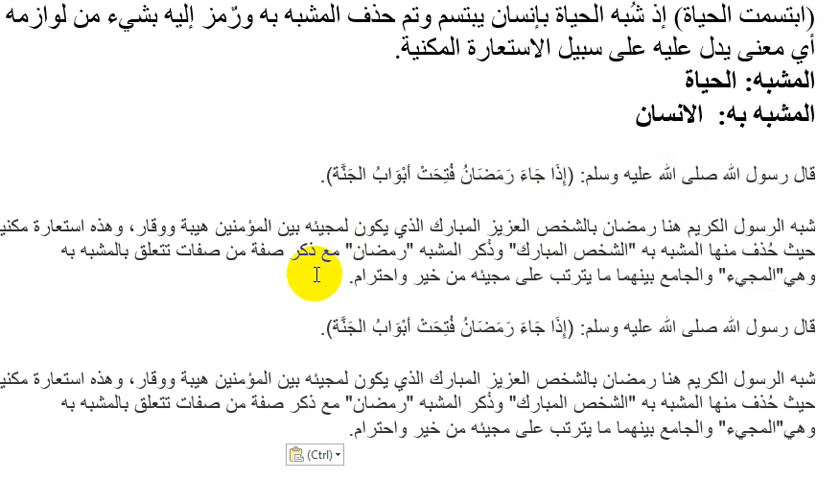 (ابتسمت الحياة) إذ شُبه الحياة بإنسان يبتسم وتم حذف المشبه به ورّمز إليه بشيء من لوازمه
أي معنى يدل عليه على سبيل الاستعارة المكنية.
المشبه: الحياة
المشبه به: الانسان
قال رسول الله صلى الله عليه وسلم: (إِذَا جَاءَ رَمَضَانُ فُتِحَتْ أَبْوَابُ الجَنَّة).
شبه الرسول الكريم هنا رمضان بالشخص العزيز المبارك الذي يكون لمجيئه بين المؤمنين هيبة ووقار، وهذه استعارة مكني
حيث حُذف منها المشبه به "الشخص المبارك" وذُكر المشبه "رمضان" مع ذكر صفة من صفات تتعلق بالمشبه به
وهي"المجيء" والجامع بينهما ما يترتب على مجيئه من خير واحترام.
قال رسول الله صلى الله عليه وسلم: (إِذَا جَاءَ رَمَضَانُ فُتِحَتْ أَبْوَابُ الجَنَّة).
شبه الرسول الكريم هنا رمضان بالشخص العزيز المبارك الذي يكون لمجيئه بين المؤمنين هيبة ووقار، وهذه استعارة مكني
حيث حُذف منها المشبه به "الشخص المبارك" وذُكر المشبه "رمضان" مع ذكر صفة من صفات تتعلق بالمشبه به
وهي"المجيء" والجامع بينهما ما يترتب على مجيئه من خير واحترام.
(Ctrl)